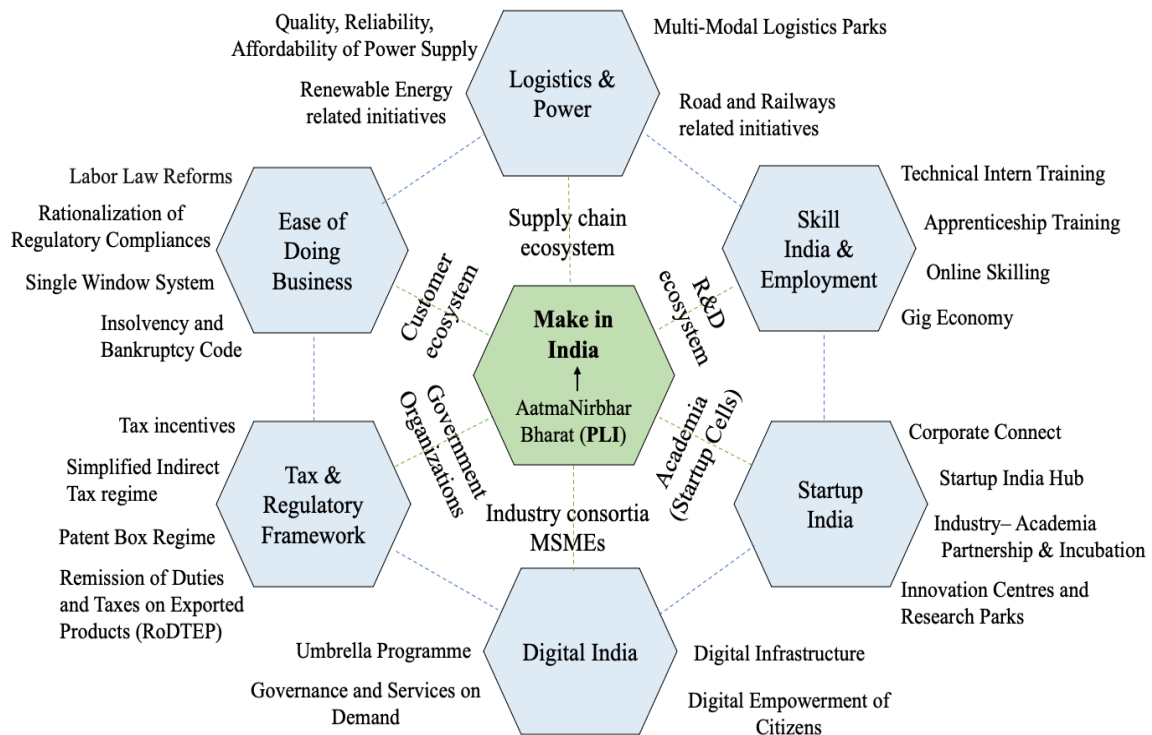 Quality, Reliability,
Affordability of Power Supply
Renewable Energy
related initiatives
Logistics &
Power
Multi-Modal Logistics Parks
Road and Railways
related initiatives
Labor Law Reforms
Rationalization of
Regulatory Compliances
Single Window System
Insolvency and
Bankruptcy Code
Ease of
Doing
Business
Supply chain
ecosystem
Skill
India &
Employment
Technical Intern Training
Apprenticeship Training
Online Skilling
Gig Economy
Customer
ecosystem
R&D
ecosystem
Make in
India
AatmaNirbhar
Bharat (PLI)
Government
Organizations
Academia
(Startup Cells)
Industry consortia
MSMEs
Tax incentives
Simplified Indirect
Tax regime
Patent Box Regime
Remission of Duties
and Taxes on Exported
Products (RoDTEP)
Tax &
Regulatory
Framework
Startup
India
Corporate Connect
Startup India Hub
Industry– Academia
Partnership & Incubation
Innovation Centres and
Research Parks
Umbrella Programme
Governance and Services on
Demand
Digital India
Digital Infrastructure
Digital Empowerment of
Citizens